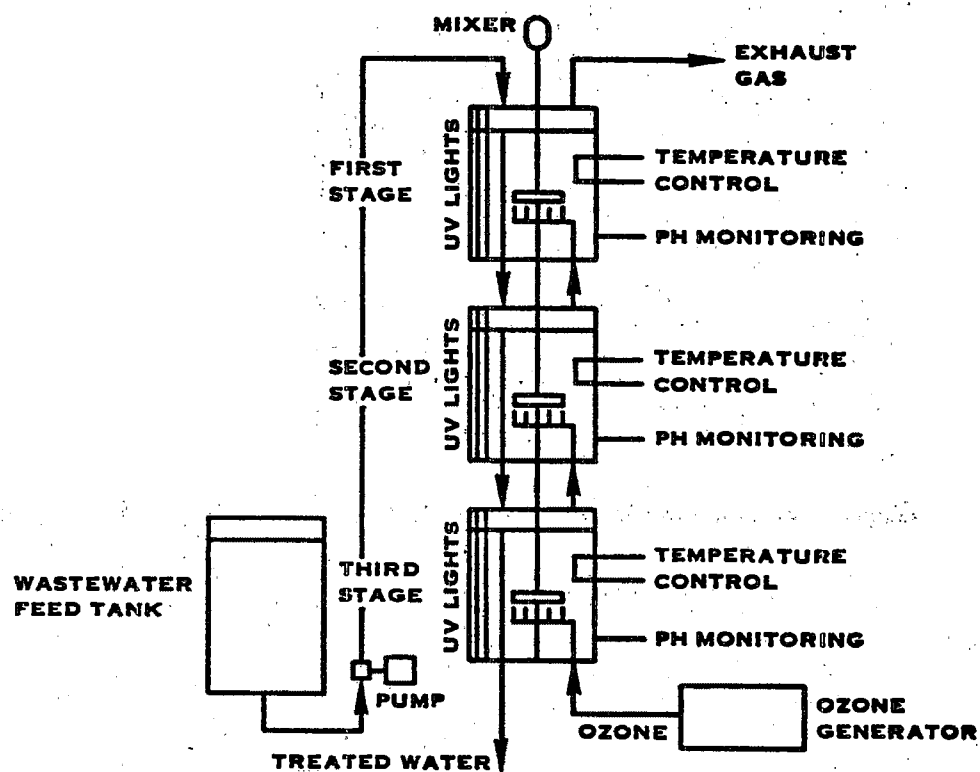 MIXER
EXHAUST
GAS
UV LIGHTS
FIRST
STAGE
TEMPERATURE
CONTROL
PH MONITORING
UV LIGHTS
SECOND
STAGE
TEMPERATURE
CONTROL
PH MONITORING
UV LIGHTS
THIRD
STAGE
TEMPERATURE
CONTROL
PH MONITORING
WASTEWATER
FEED TANK
PUMP
OZONE
OZONE
GENERATOR
TREATED WATER